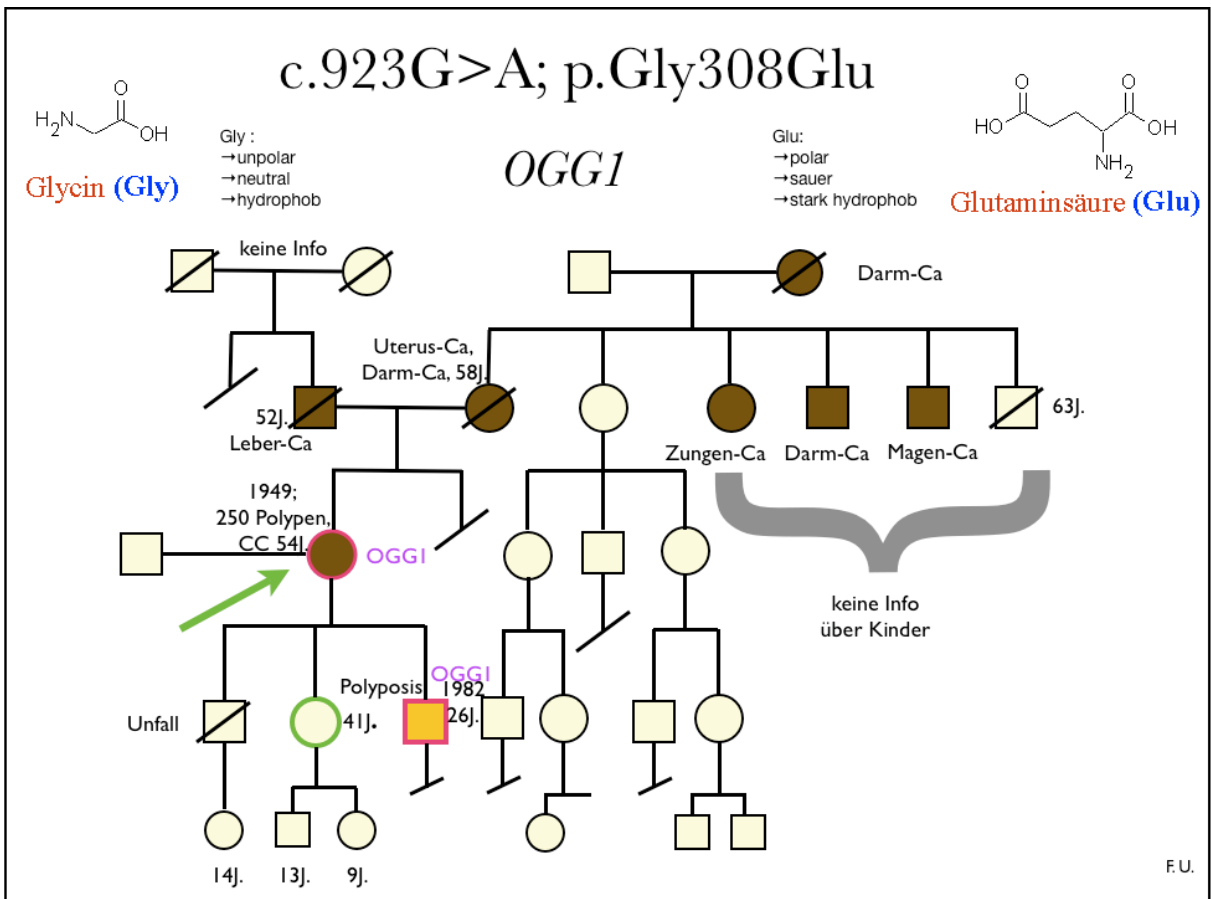 c.923G>A; p.Gly308Glu
H₂N
O
OH
Glycin (Gly)
Gly :
→unpolar
→neutral
→hydrophob
OGG1
Glu:
→polar
→sauer
→stark hydrophob
O
HO
O
OH
NH₂
Glutaminsäure (Glu)
keine Info
Darm-Ca
Uterus-Ca,
Darm-Ca, 58J.
52J.
Leber-Ca
63J.
Zungen-Ca
Darm-Ca
Magen-Ca
1949;
250 Polypen,
CC 54J.
OGG1
keine Info
über Kinder
Unfall
41J.
Polyposis
OGG1
1982
26J.
14J.
13J.
9J.
F. U.